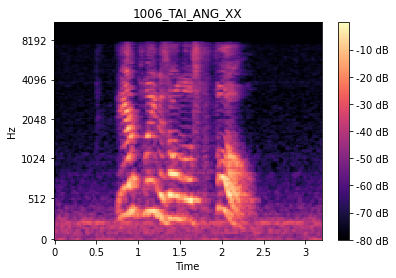 1006_TAI_ANG_XX
8192
4096
2048
1024
512
0
Hz
0
0.5
1
1.5
2
2.5
3
Time
-10 dB
-20 dB
-30 dB
-40 dB
-50 dB
-60 dB
-70 dB
-80 dB